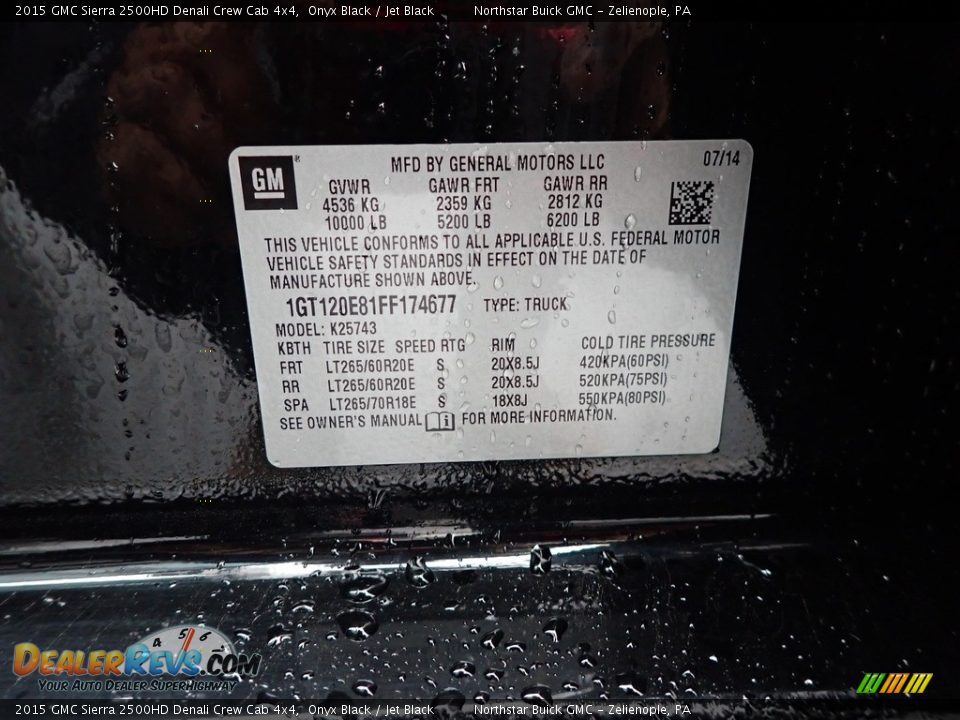 2015 GMC Sierra 2500HD Denali Crew Cab 4x4, Onyx Black / Jet Black Northstar Buick GMC - Zelienople, PA
GM® MFD BY GENERAL MOTORS LLC 07/14
GVWR GAWR FRT GAWR RR
4536 KG 2359 KG 2812 KG
10000 LB 5200 LB 6200 LB
THIS VEHICLE CONFORMS TO ALL APPLICABLE U.S. FEDERAL MOTOR
VEHICLE SAFETY STANDARDS IN EFFECT ON THE DATE OF
MANUFACTURE SHOWN ABOVE.
1GT120E81FF174677 TYPE: TRUCK
MODEL: K25743
KBTH TIRE SIZE SPEED RTG RIM COLD TIRE PRESSURE
FRT LT265/60R20E S 20X8.5J 420KPA(60PSI)
RR LT265/60R20E S 20X8.5J 520KPA(75PSI)
SPA LT265/70R18E S 18X8J 550KPA(80PSI)
SEE OWNER'S MANUAL FOR MORE INFORMATION.
4 5 6
DealerRevs.com
Your Auto Dealer SuperHighway
2015 GMC Sierra 2500HD Denali Crew Cab 4x4, Onyx Black / Jet Black Northstar Buick GMC - Zelienople, PA